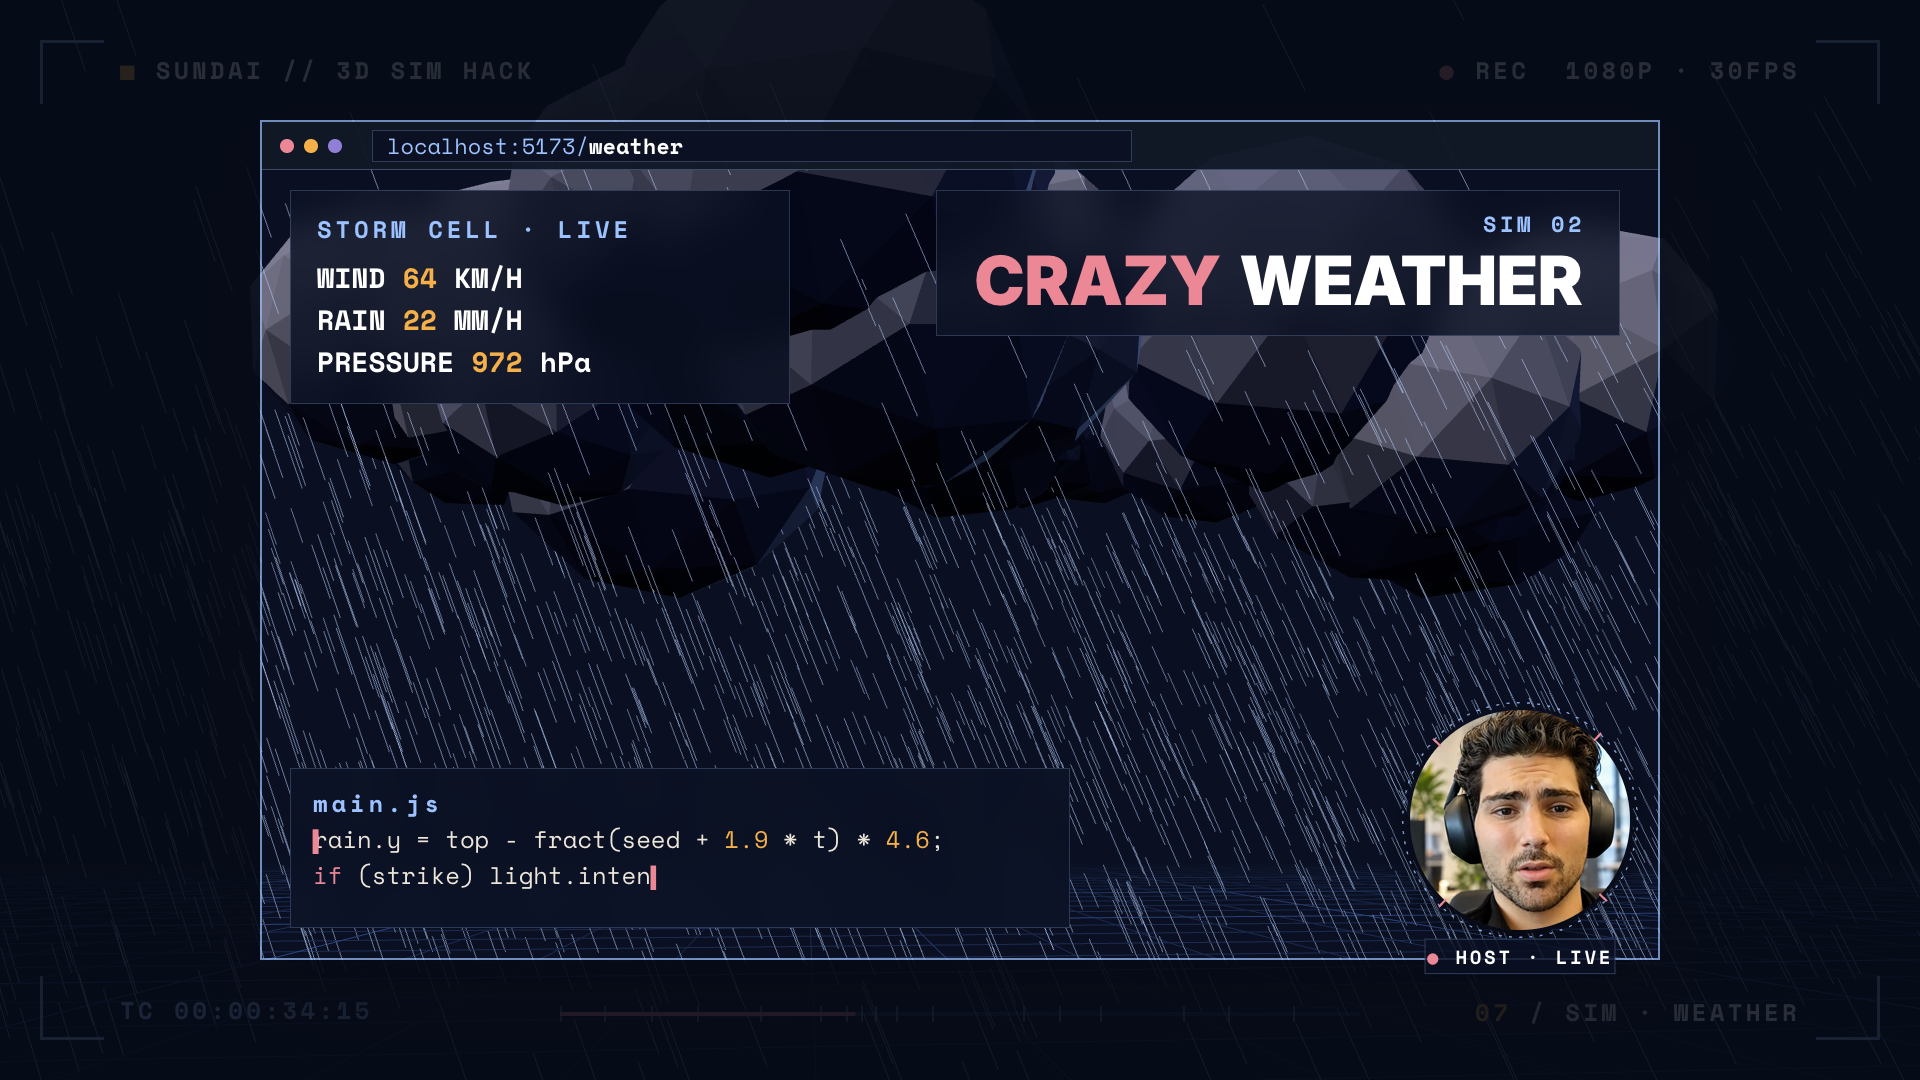 SUNDAI // 3D SIM HACK
REC 1080P · 30FPS
localhost:5173/weather
STORM CELL · LIVE
WIND 64 KM/H
RAIN 22 MM/H
PRESSURE 972 hPa
SIM 02
CRAZY WEATHER
main.js
rain.y = top - fract(seed + 1.9 * t) * 4.6;
if (strike) light.inten
HOST · LIVE
TC 00:00:34:15
07 / SIM · WEATHER